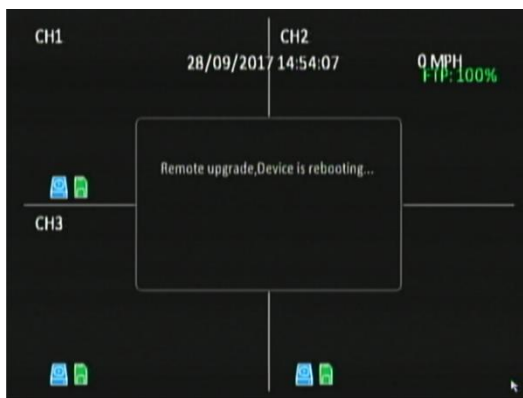 CH1
CH2
28/09/2017 14:54:07
0 MPH
FTP:100%
Remote upgrade,Device is rebooting...
CH3